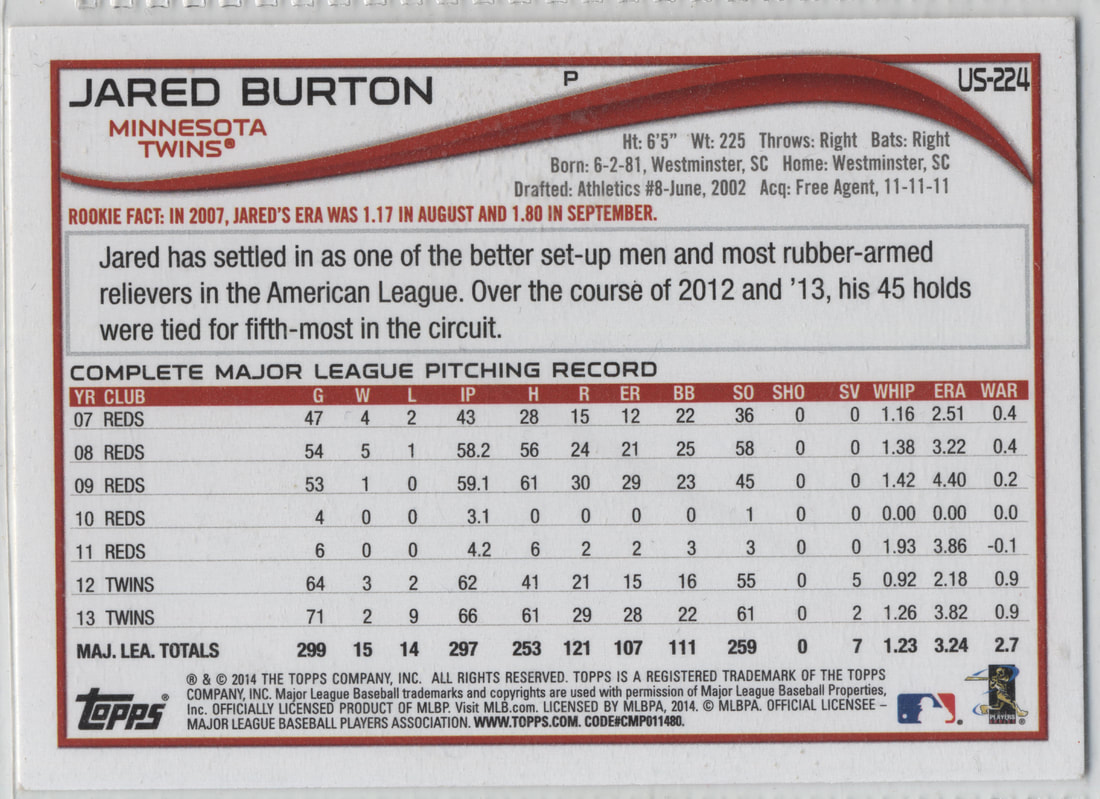 JARED BURTON P US-224
MINNESOTA
TWINS®
Ht: 6'5" Wt: 225 Throws: Right Bats: Right
Born: 6-2-81, Westminster, SC Home: Westminster, SC
Drafted: Athletics #8-June, 2002 Acq: Free Agent, 11-11-11
ROOKIE FACT: IN 2007, JARED'S ERA WAS 1.17 IN AUGUST AND 1.80 IN SEPTEMBER.
Jared has settled in as one of the better set-up men and most rubber-armed
relievers in the American League. Over the course of 2012 and '13, his 45 holds
were tied for fifth-most in the circuit.
COMPLETE MAJOR LEAGUE PITCHING RECORD
YR CLUB G W L IP H R ER BB SO SHO SV WHIP ERA WAR
07 REDS 47 4 2 43 28 15 12 22 36 0 0 1.16 2.51 0.4
08 REDS 54 5 1 58.2 56 24 21 25 58 0 0 1.38 3.22 0.4
09 REDS 53 1 0 59.1 61 30 29 23 45 0 0 1.42 4.40 0.2
10 REDS 4 0 0 3.1 0 0 0 0 1 0 0 0.00 0.00 0.0
11 REDS 6 0 0 4.2 6 2 2 3 3 0 0 1.93 3.86 -0.1
12 TWINS 64 3 2 62 41 21 15 16 55 0 5 0.92 2.18 0.9
13 TWINS 71 2 9 66 61 29 28 22 61 0 2 1.26 3.82 0.9
MAJ. LEA. TOTALS 299 15 14 297 253 121 107 111 259 0 7 1.23 3.24 2.7
® & © 2014 THE TOPPS COMPANY, INC. ALL RIGHTS RESERVED. TOPPS IS A REGISTERED TRADEMARK OF THE TOPPS
COMPANY, INC. Major League Baseball trademarks and copyrights are used with permission of Major League Baseball Properties,
Inc. OFFICIALLY LICENSED PRODUCT OF MLBP. Visit MLB.com. LICENSED BY MLBPA, 2014. © MLBPA. OFFICIAL LICENSEE –
MAJOR LEAGUE BASEBALL PLAYERS ASSOCIATION. WWW.TOPPS.COM. CODE#CMP011480.
Topps®
PLAYERS